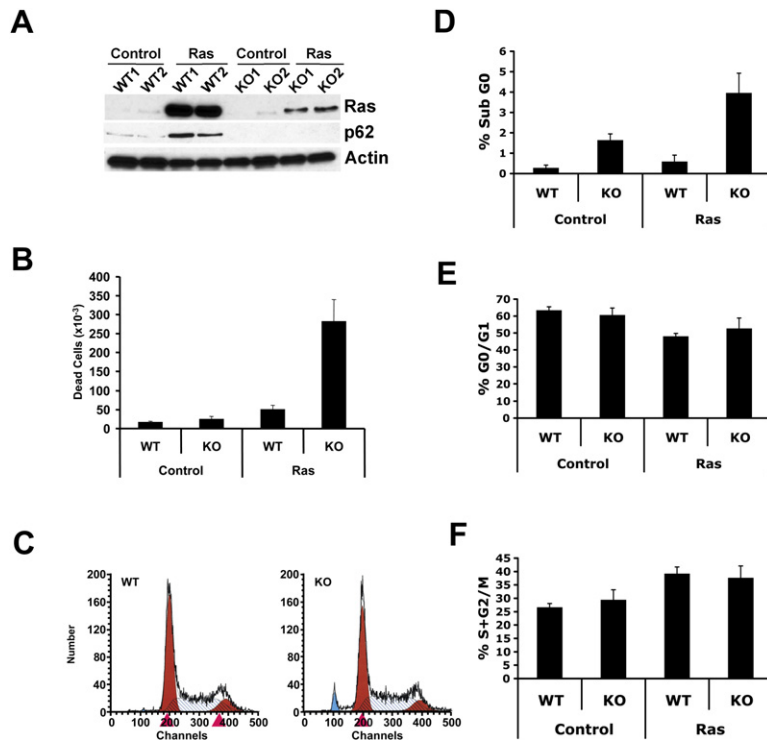 A
Control Ras Control Ras
WT1 WT2 WT1 WT2 KO1 KO2 KO1 KO2
Ras
p62
Actin
B
Dead Cells (x10-³)
400
350
300
250
200
150
100
50
0
WT KO WT KO
Control Ras
C
WT
Number
200
160
120
80
40
0
0 100 200 300 400 500
Channels
KO
200
160
120
80
40
0
0 100 200 300 400 500
Channels
D
% Sub G0
6
5
4
3
2
1
0
WT KO WT KO
Control Ras
E
% G0/G1
70
60
50
40
30
20
10
0
WT KO WT KO
Control Ras
F
% S+G2/M
45
40
35
30
25
20
15
10
5
0
WT KO WT KO
Control Ras